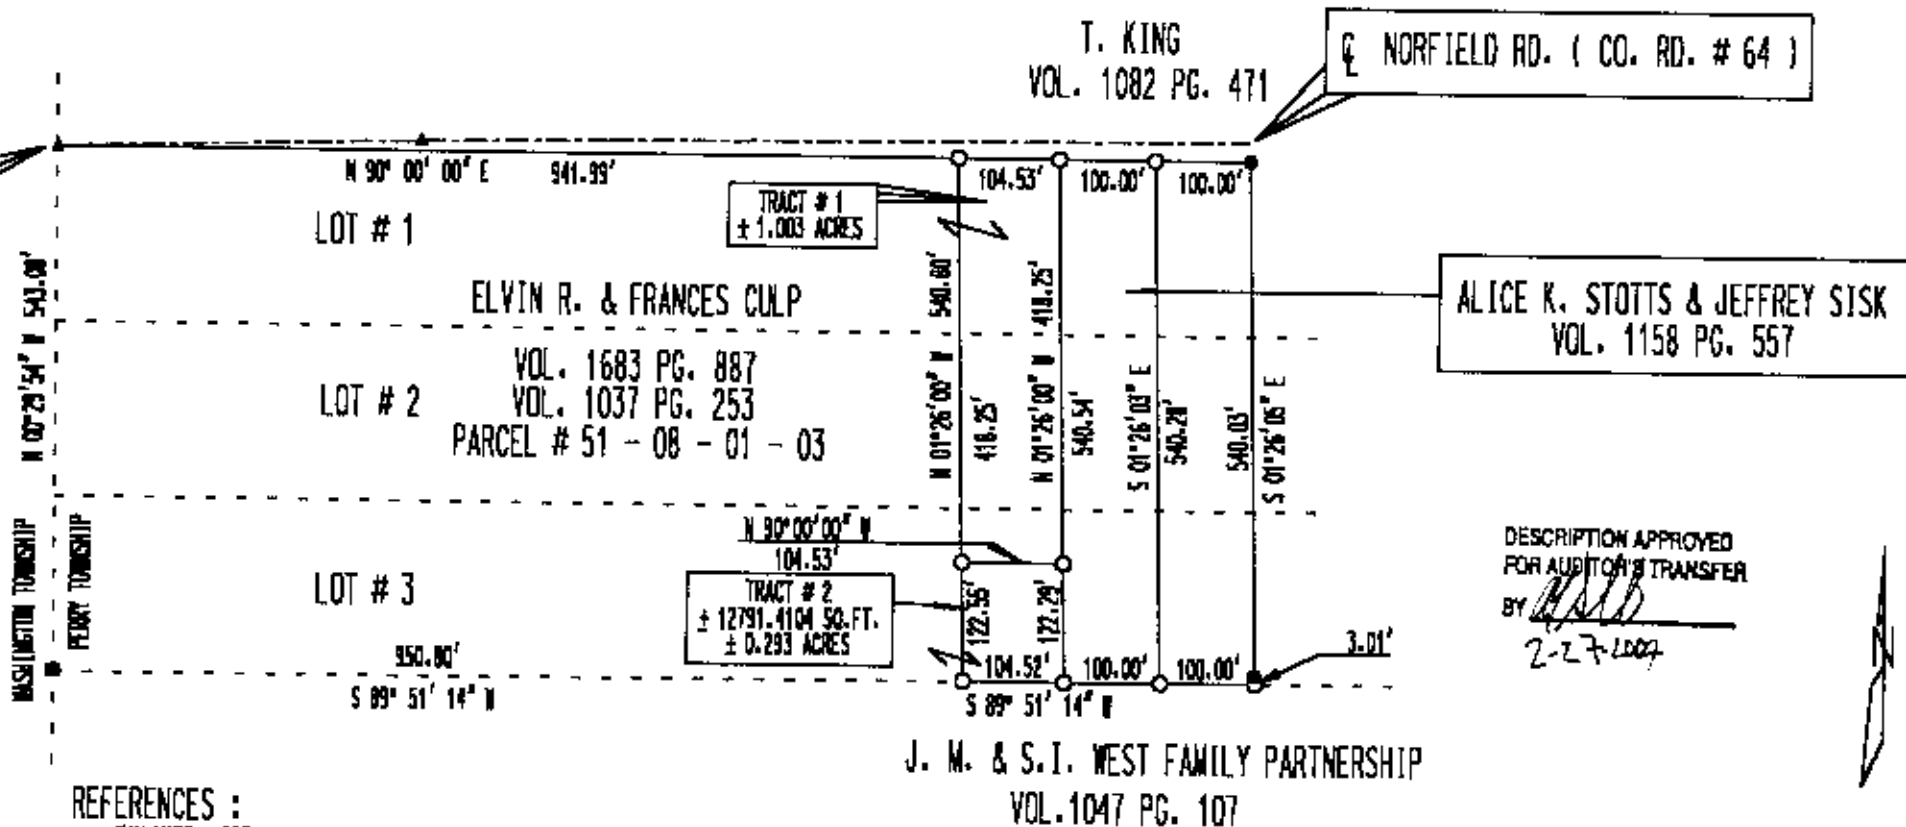 T. KING
VOL. 1082 PG. 471
℄ NORFIELD RD. ( CO. RD. # 64 )
N 90° 00' 00" E 941.99'
104.53' 100.00' 100.00'
TRACT # 1
± 1.003 ACRES
LOT # 1
N 00°29'54" W 543.00'
ELVIN R. & FRANCES CULP
540.80'
418.25'
ALICE K. STOTTS & JEFFREY SISK
VOL. 1158 PG. 557
VOL. 1683 PG. 887
LOT # 2 VOL. 1037 PG. 253
PARCEL # 51 - 08 - 01 - 03
N 01°26'00" W
418.25'
N 01°26'00" W
540.54'
S 01°26'03" E
540.28'
540.03'
S 01°26'05" E
WASHINGTON TOWNSHIP
PERRY TOWNSHIP
N 90°00'00" W
104.53'
LOT # 3
TRACT # 2
± 12791.4104 SQ.FT.
± 0.293 ACRES
122.55'
122.29'
DESCRIPTION APPROVED
FOR AUDITOR'S TRANSFER
BY
2-27-2007
950.80'
S 89° 51' 14" W
104.52' 100.00' 100.00'
3.01'
S 89° 51' 14" W
J. M. & S.I. WEST FAMILY PARTNERSHIP
VOL.1047 PG. 107
REFERENCES :